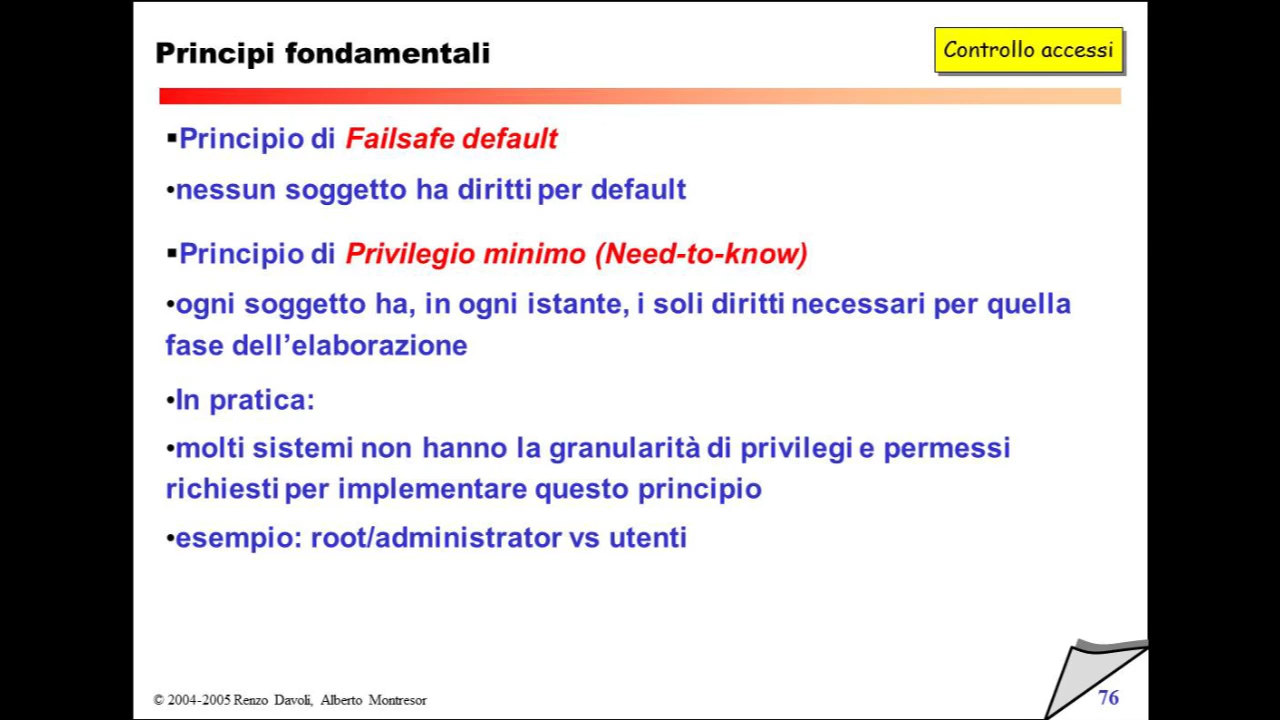 Principi fondamentali
Controllo accessi
▪Principio di Failsafe default
•nessun soggetto ha diritti per default
▪Principio di Privilegio minimo (Need-to-know)
•ogni soggetto ha, in ogni istante, i soli diritti necessari per quella
fase dell’elaborazione
•In pratica:
•molti sistemi non hanno la granularità di privilegi e permessi
richiesti per implementare questo principio
•esempio: root/administrator vs utenti
© 2004-2005 Renzo Davoli, Alberto Montresor
76